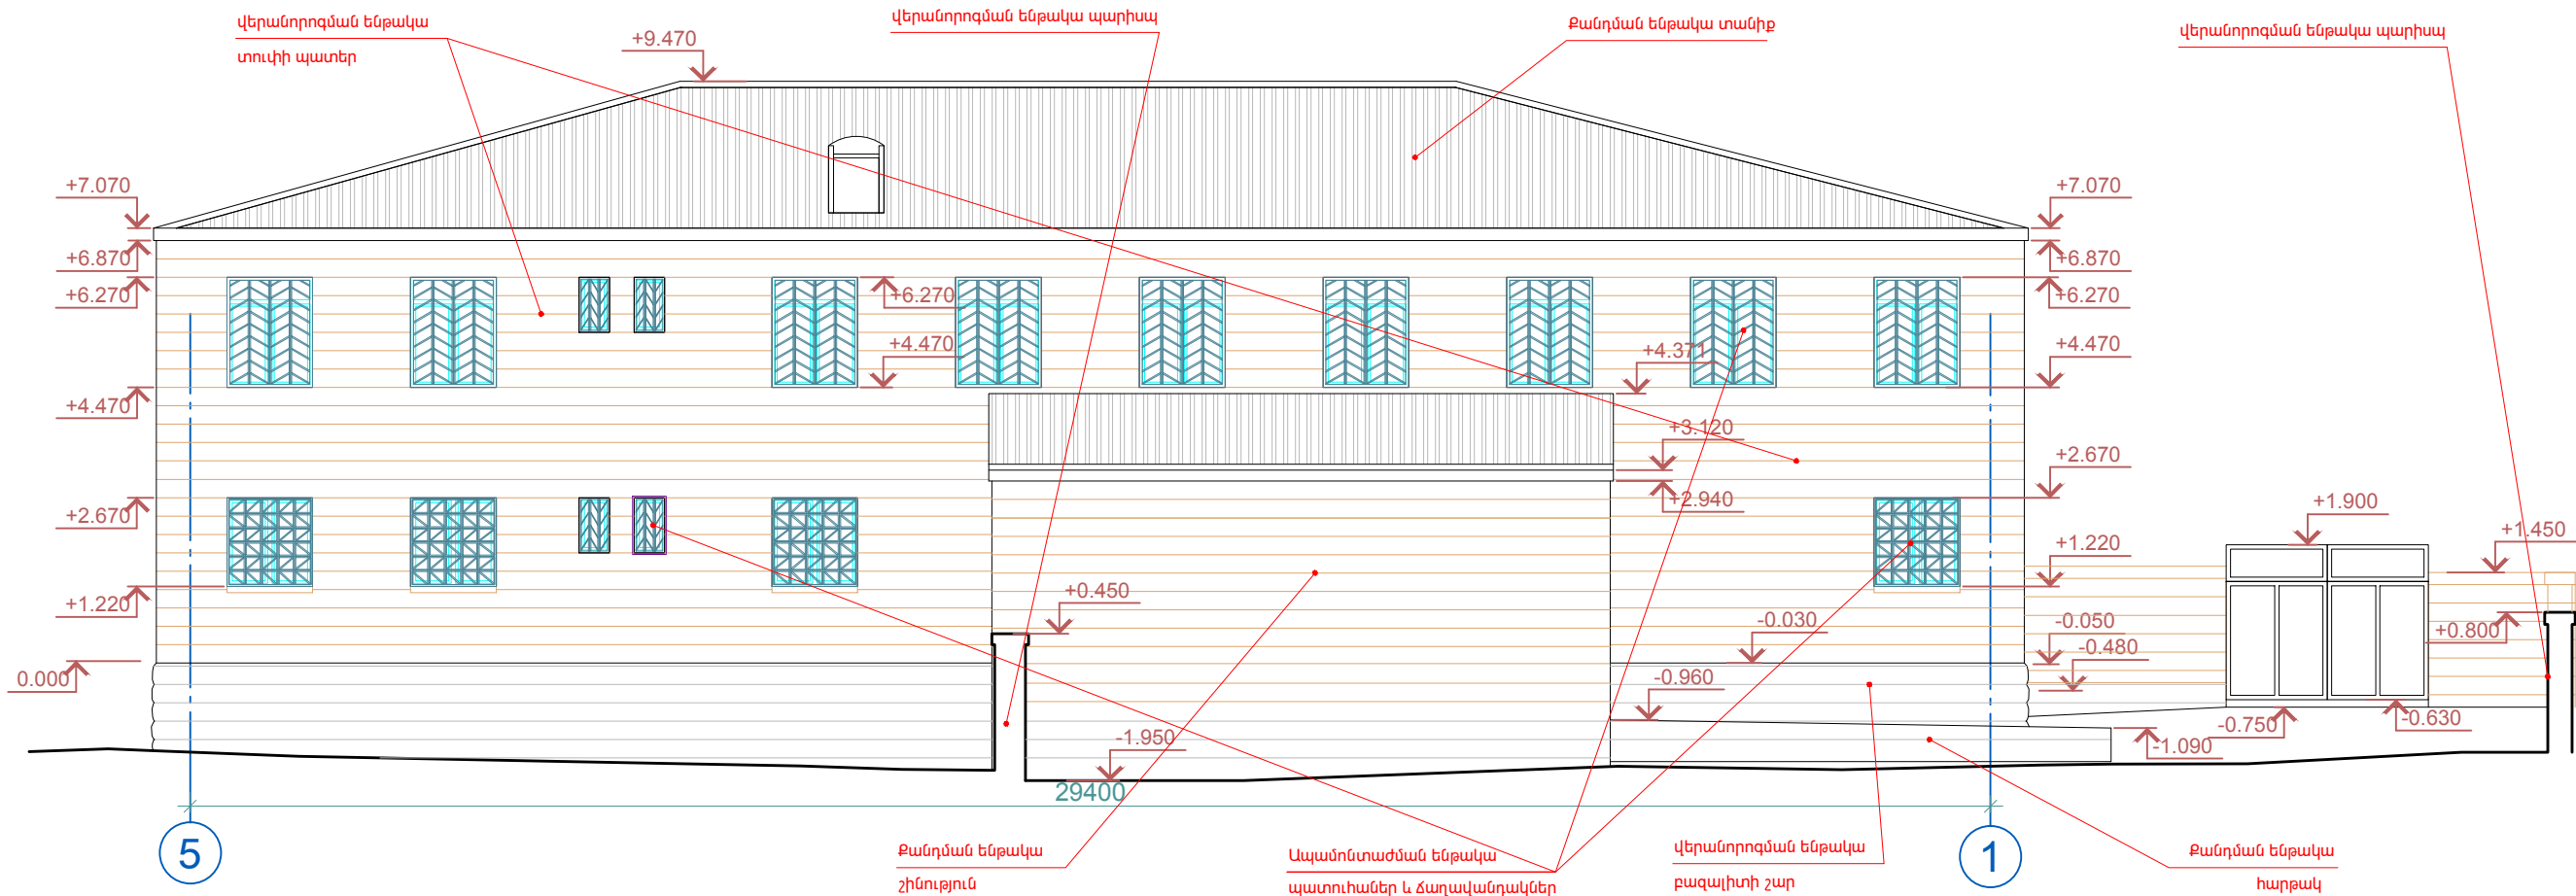 վերանորոգման ենթակա
տուֆի պատեր
վերանորոգման ենթակա պարիսպ
Քանդման ենթակա տանիք
վերանորոգման ենթակա պարիսպ
+9.470
+7.070
+6.870
+6.270
+4.470
+2.670
+1.220
0.000
+6.270
+4.470
+4.371
+3.120
+2.940
+0.450
-1.950
-0.030
-0.960
+7.070
+6.870
+6.270
+4.470
+2.670
+1.220
-0.050
-0.480
-1.090
+1.900
+1.450
+0.800
-0.750
-0.630
29400
5
1
Քանդման ենթակա
շինություն
Ապամոնտաժման ենթակա
պատուհաներ և ճաղավանդակներ
վերանորոգման ենթակա
բազալիտի շար
Քանդման ենթակա
հարթակ